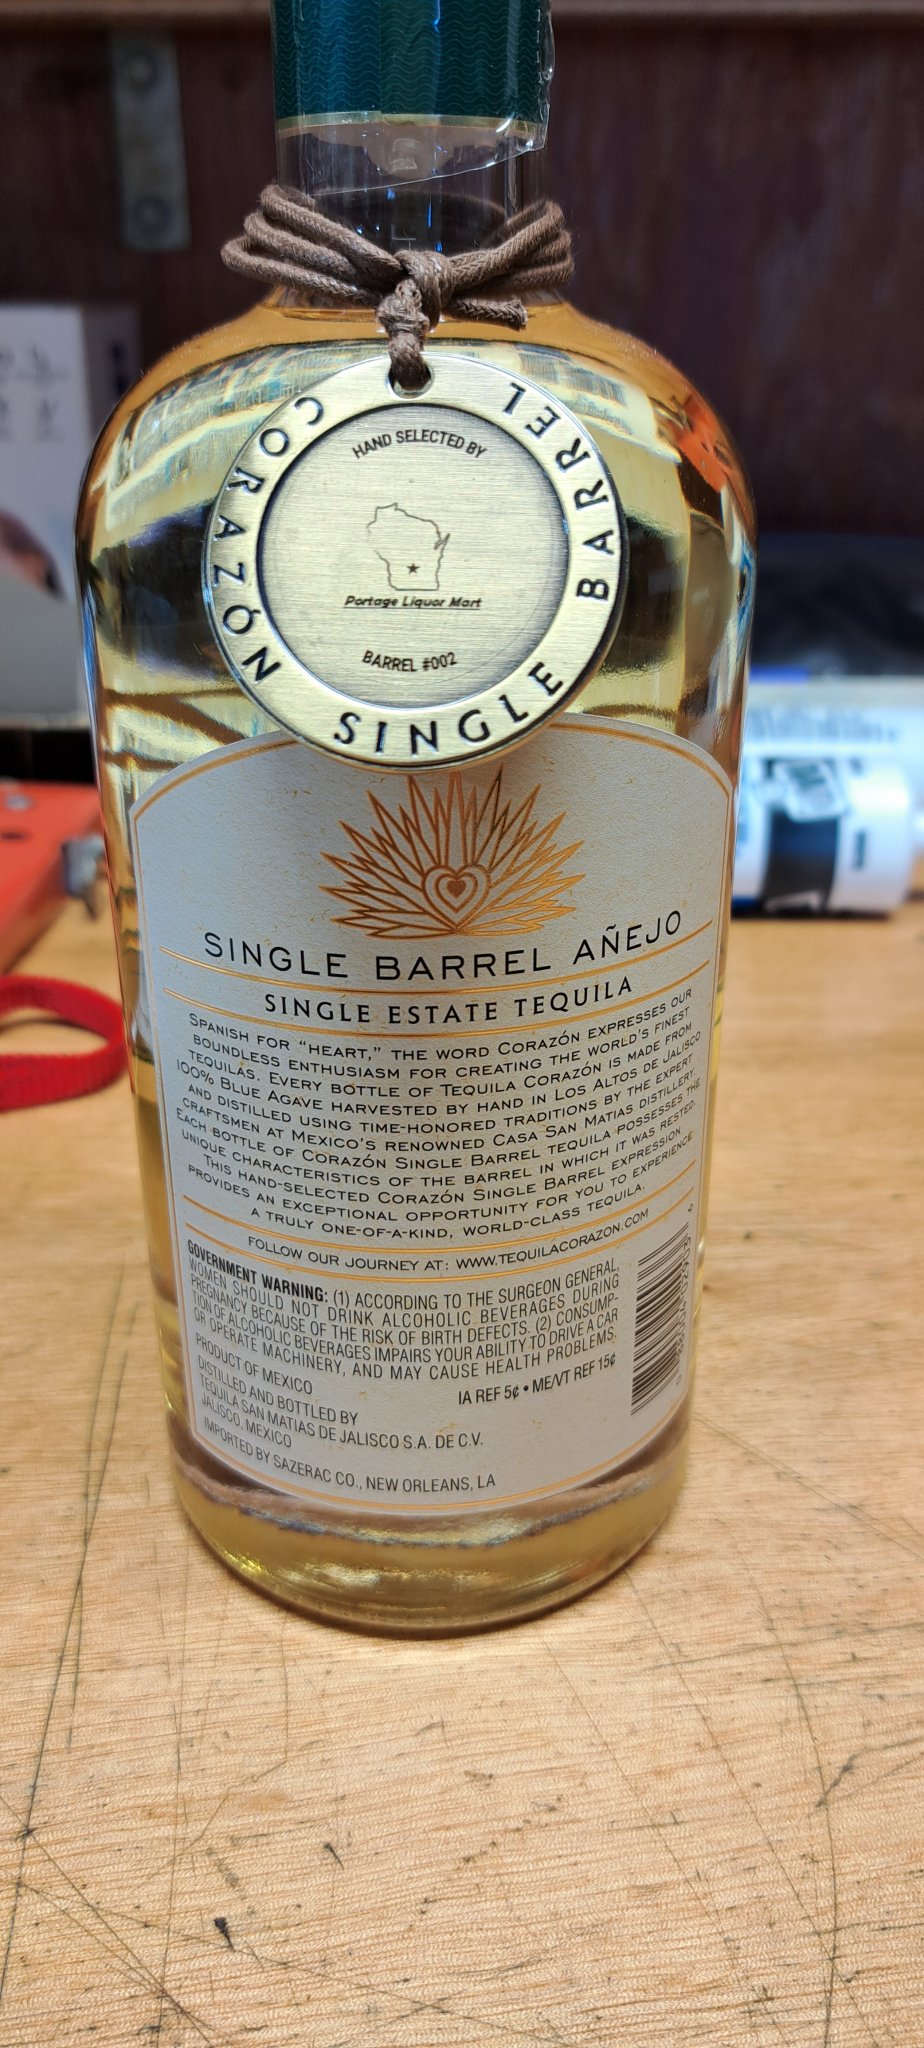 HAND SELECTED BY
Portage Liquor Mart
BARREL #002
CORAZÓN SINGLE BARREL
SINGLE BARREL AÑEJO
SINGLE ESTATE TEQUILA
SPANISH FOR “HEART,” THE WORD CORAZÓN EXPRESSES OUR
BOUNDLESS ENTHUSIASM FOR CREATING THE WORLD'S FINEST
TEQUILAS. EVERY BOTTLE OF TEQUILA CORAZÓN IS MADE FROM
100% BLUE AGAVE HARVESTED BY HAND IN LOS ALTOS DE JALISCO
AND DISTILLED USING TIME-HONORED TRADITIONS BY THE EXPERT
CRAFTSMEN AT MEXICO'S RENOWNED CASA SAN MATIAS DISTILLERY.
EACH BOTTLE OF CORAZÓN SINGLE BARREL TEQUILA POSSESSES THE
UNIQUE CHARACTERISTICS OF THE BARREL IN WHICH IT WAS RESTED.
THIS HAND-SELECTED CORAZÓN SINGLE BARREL EXPRESSION
PROVIDES AN EXCEPTIONAL OPPORTUNITY FOR YOU TO EXPERIENCE
A TRULY ONE-OF-A-KIND, WORLD-CLASS TEQUILA.
FOLLOW OUR JOURNEY AT: WWW.TEQUILACORAZON.COM
GOVERNMENT WARNING: (1) ACCORDING TO THE SURGEON GENERAL,
WOMEN SHOULD NOT DRINK ALCOHOLIC BEVERAGES DURING
PREGNANCY BECAUSE OF THE RISK OF BIRTH DEFECTS. (2) CONSUMP-
TION OF ALCOHOLIC BEVERAGES IMPAIRS YOUR ABILITY TO DRIVE A CAR
OR OPERATE MACHINERY, AND MAY CAUSE HEALTH PROBLEMS.
IA REF 5¢ • ME/VT REF 15¢
PRODUCT OF MEXICO
DISTILLED AND BOTTLED BY
TEQUILA SAN MATIAS DE JALISCO S.A. DE C.V.
JALISCO, MEXICO
IMPORTED BY SAZERAC CO., NEW ORLEANS, LA